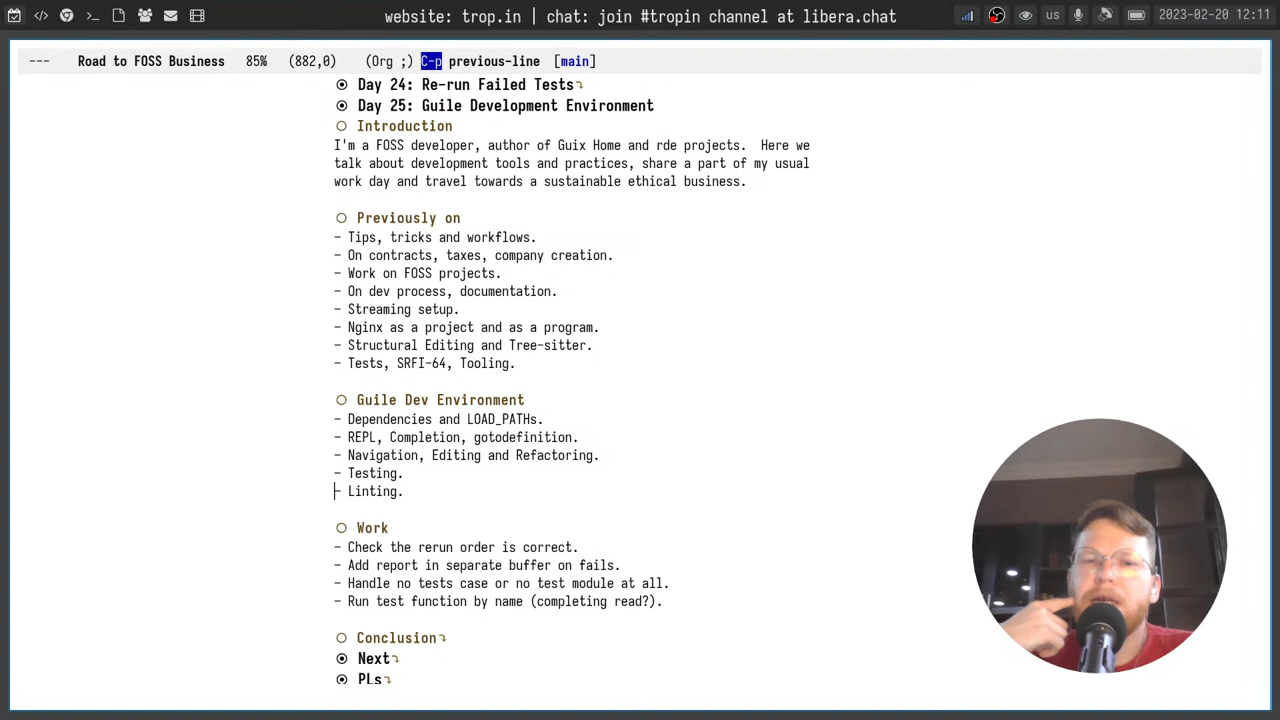 website: trop.in | chat: join #tropin channel at libera.chat
us
2023-02-20 12:11
--- Road to FOSS Business 85% (882,0) (Org ;) C-p previous-line [main]
Day 24: Re-run Failed Tests
Day 25: Guile Development Environment
Introduction
I'm a FOSS developer, author of Guix Home and rde projects. Here we
talk about development tools and practices, share a part of my usual
work day and travel towards a sustainable ethical business.
Previously on
- Tips, tricks and workflows.
- On contracts, taxes, company creation.
- Work on FOSS projects.
- On dev process, documentation.
- Streaming setup.
- Nginx as a project and as a program.
- Structural Editing and Tree-sitter.
- Tests, SRFI-64, Tooling.
Guile Dev Environment
- Dependencies and LOAD_PATHs.
- REPL, Completion, gotodefinition.
- Navigation, Editing and Refactoring.
- Testing.
- Linting.
Work
- Check the rerun order is correct.
- Add report in separate buffer on fails.
- Handle no tests case or no test module at all.
- Run test function by name (completing read?).
Conclusion
Next
PLs